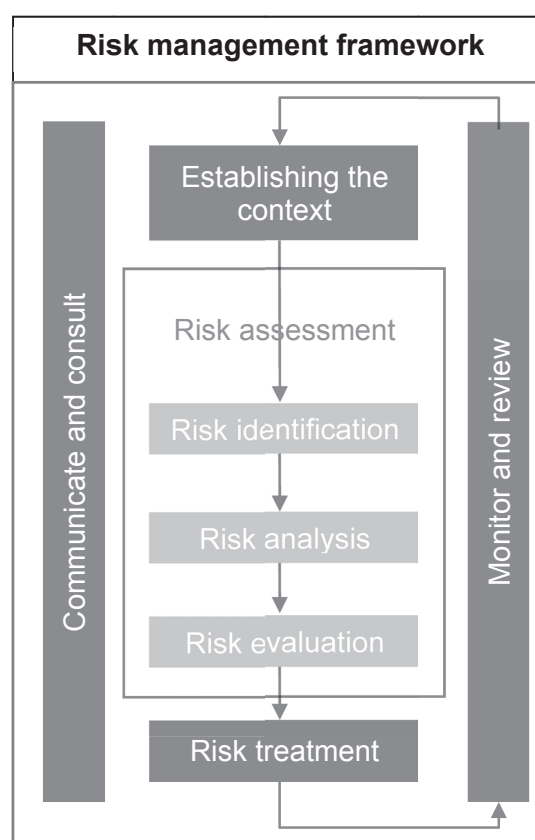 Risk management framework
Establishing the
context
Risk assessment
Risk identification
Risk analysis
Risk evaluation
Risk treatment
Communicate and consult
Monitor and review